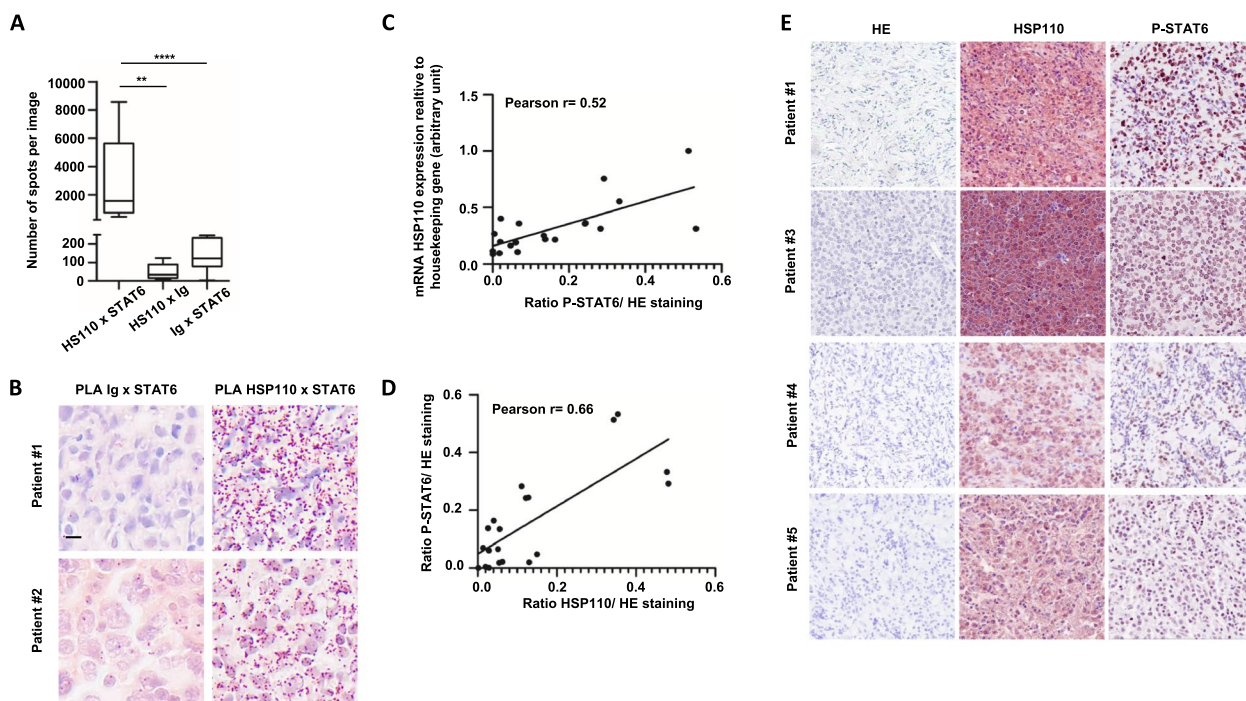 A
****
**
Number of spots per image
10000
8000
6000
4000
2000
200
100
0
HS110 x STAT6
HS110 x Ig
Ig x STAT6
B
PLA Ig x STAT6
PLA HSP110 x STAT6
Patient #1
Patient #2
C
mRNA HSP110 expression realtive to
housekeeping gene (arbitrary unit)
Pearson r= 0.52
1.5
1.0
0.5
0.0
0.0
0.2
0.4
0.6
Ratio P-STAT6/ HE staining
D
Ratio P-STAT6/ HE staining
Pearson r= 0.66
0.6
0.4
0.2
0.0
0.0
0.2
0.4
0.6
Ratio HSP110/ HE staining
E
HE
HSP110
P-STAT6
Patient #1
Patient #3
Patient #4
Patient #5